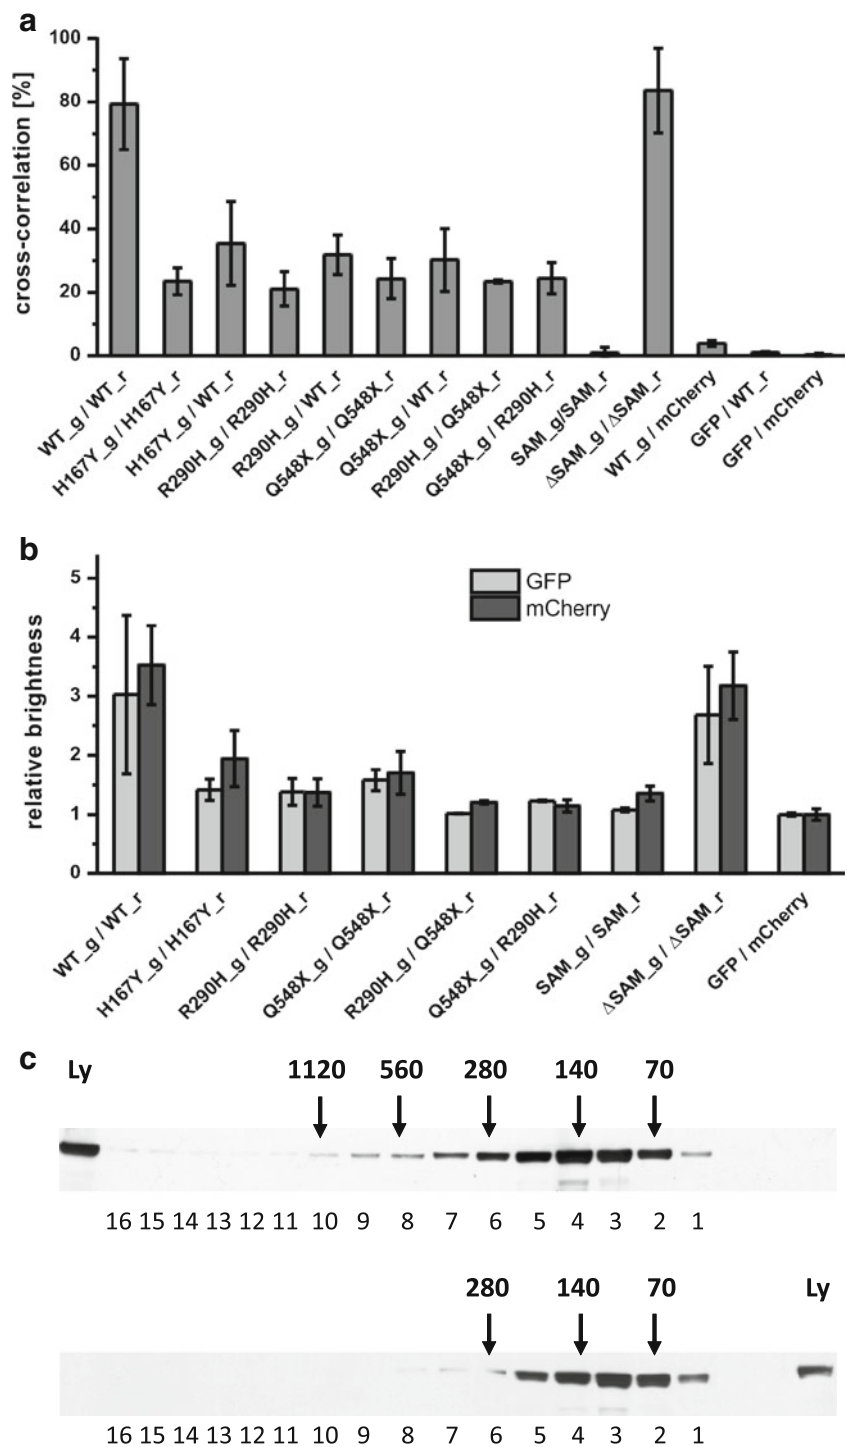 a
cross-correlation [%]
100
80
60
40
20
0
WT_g / WT_r
H167Y_g / H167Y_r
H167Y_g / WT_r
R290H_g / R290H_r
R290H_g / WT_r
Q548X_g / Q548X_r
Q548X_g / WT_r
R290H_g / Q548X_r
Q548X_g / R290H_r
SAM_g/SAM_r
ΔSAM_g / ΔSAM_r
WT_g / mCherry
GFP / WT_r
GFP / mCherry
b
relative brightness
5
4
3
2
1
0
GFP
mCherry
WT_g / WT_r
H167Y_g / H167Y_r
R290H_g / R290H_r
Q548X_g / Q548X_r
R290H_g / Q548X_r
Q548X_g / R290H_r
SAM_g / SAM_r
ΔSAM_g / ΔSAM_r
GFP / mCherry
c
Ly 1120 560 280 140 70
16 15 14 13 12 11 10 9 8 7 6 5 4 3 2 1
280 140 70 Ly
16 15 14 13 12 11 10 9 8 7 6 5 4 3 2 1